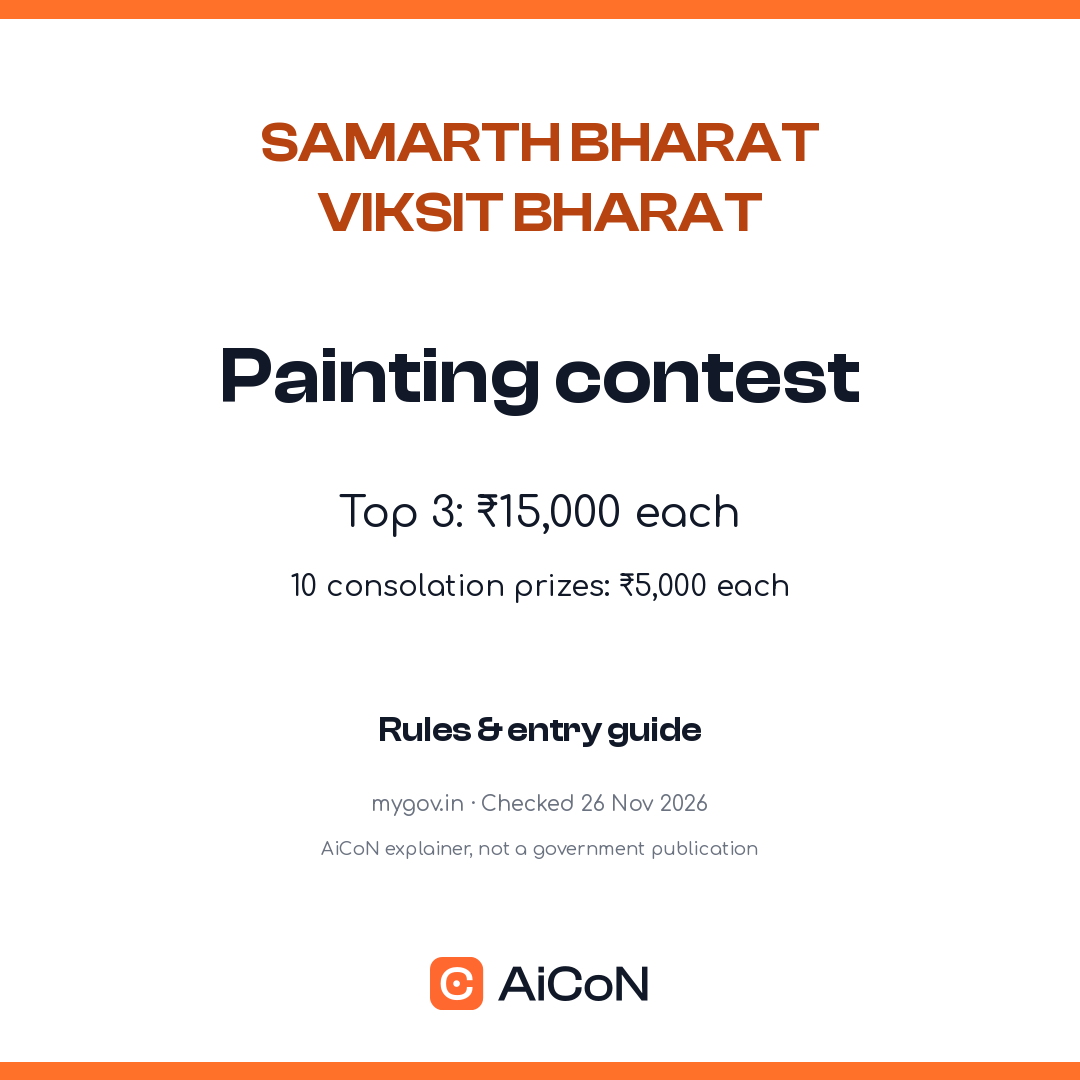 SAMARTH BHARAT
VIKSIT BHARAT
Painting contest
Top 3: ₹15,000 each
10 consolation prizes: ₹5,000 each
Rules & entry guide
mygov.in · Checked 26 Nov 2026
AiCoN explainer, not a government publication
AiCoN